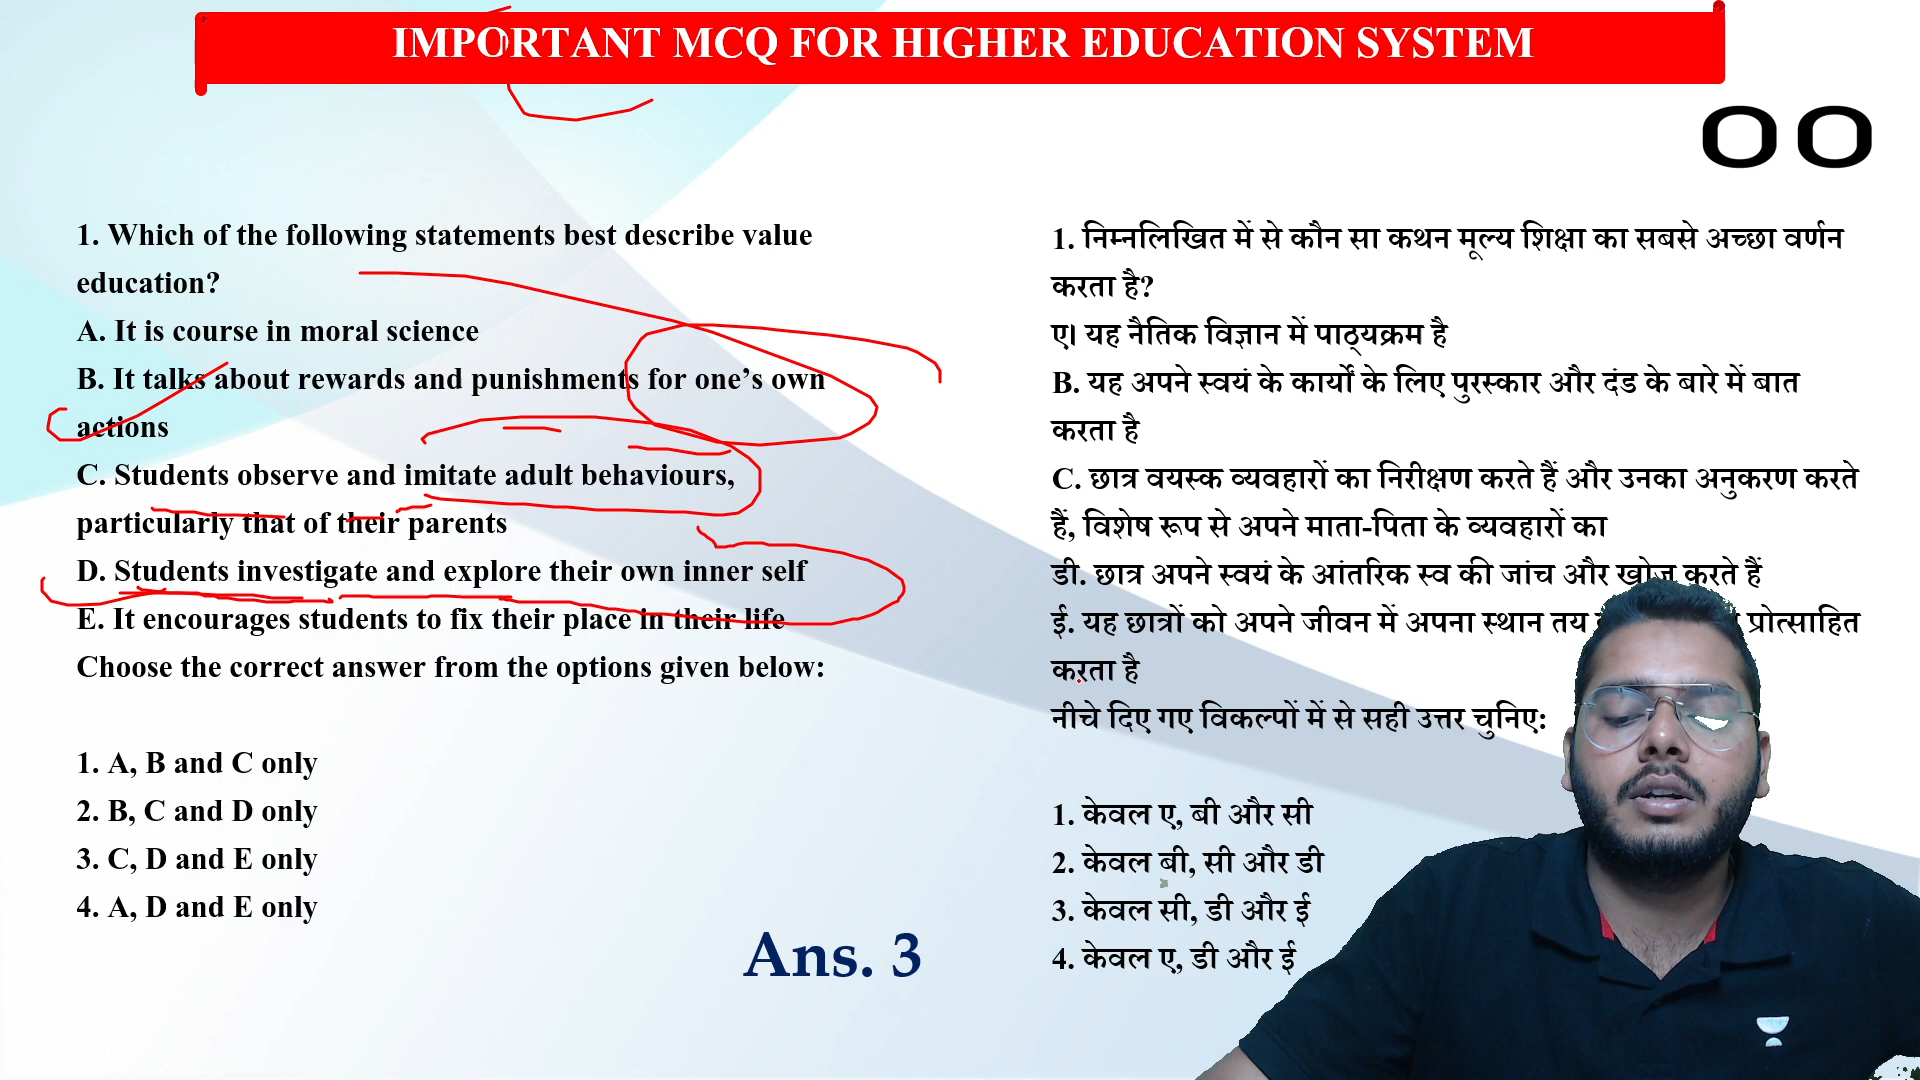 IMPORTANT MCQ FOR HIGHER EDUCATION SYSTEM
00
1. Which of the following statements best describe value
education?
A. It is course in moral science
B. It talks about rewards and punishments for one’s own
actions
C. Students observe and imitate adult behaviours,
particularly that of their parents
D. Students investigate and explore their own inner self
E. It encourages students to fix their place in their life
Choose the correct answer from the options given below:
1. A, B and C only
2. B, C and D only
3. C, D and E only
4. A, D and E only
Ans. 3
1. निम्नलिखित में से कौन सा कथन मूल्य शिक्षा का सबसे अच्छा वर्णन
करता है?
ए। यह नैतिक विज्ञान में पाठ्यक्रम है
B. यह अपने स्वयं के कार्यों के लिए पुरस्कार और दंड के बारे में बात
करता है
C. छात्र वयस्क व्यवहारों का निरीक्षण करते हैं और उनका अनुकरण करते
हैं, विशेष रूप से अपने माता-पिता के व्यवहारों का
डी. छात्र अपने स्वयं के आंतरिक स्व की जांच और खोज करते हैं
ई. यह छात्रों को अपने जीवन में अपना स्थान तय प्रोत्साहित
करता है
नीचे दिए गए विकल्पों में से सही उत्तर चुनिए:
1. केवल ए, बी और सी
2. केवल बी, सी और डी
3. केवल सी, डी और ई
4. केवल ए, डी और ई